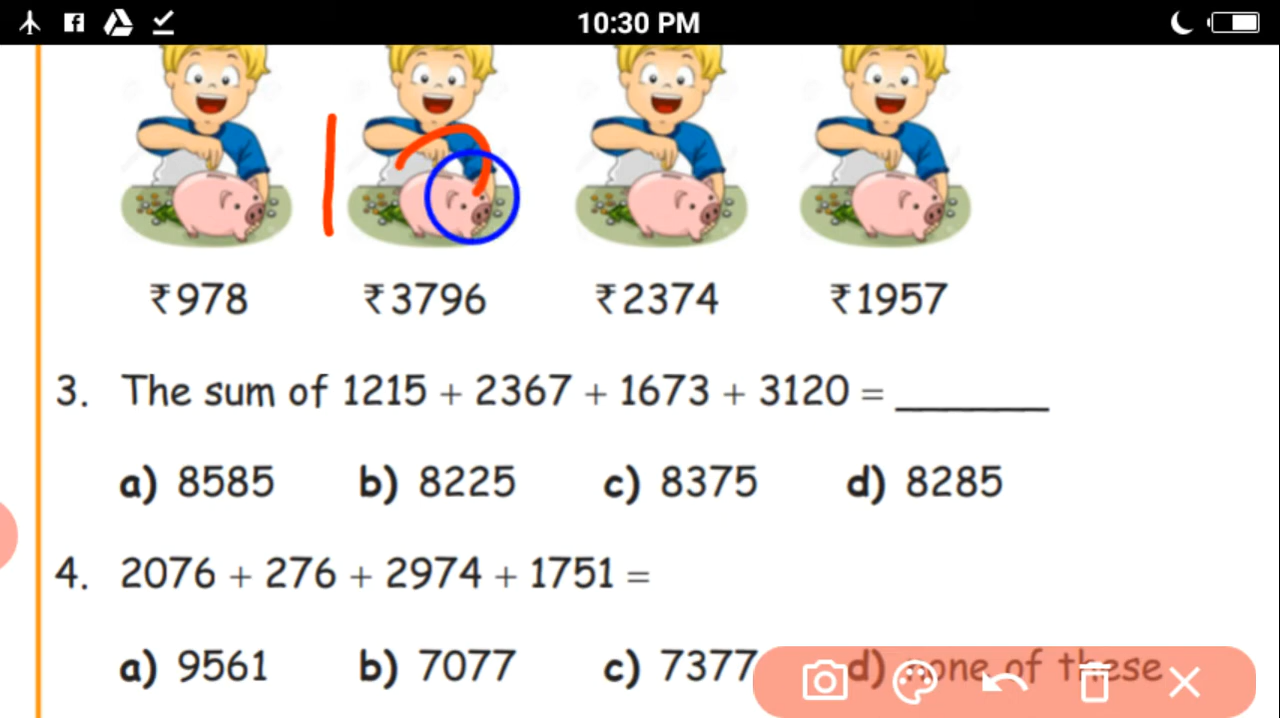 10:30 PM
₹978 ₹3796 ₹2374 ₹1957
3. The sum of 1215 + 2367 + 1673 + 3120 = ______
a) 8585 b) 8225 c) 8375 d) 8285
4. 2076 + 276 + 2974 + 1751 =
a) 9561 b) 7077 c) 7377 d) none of these